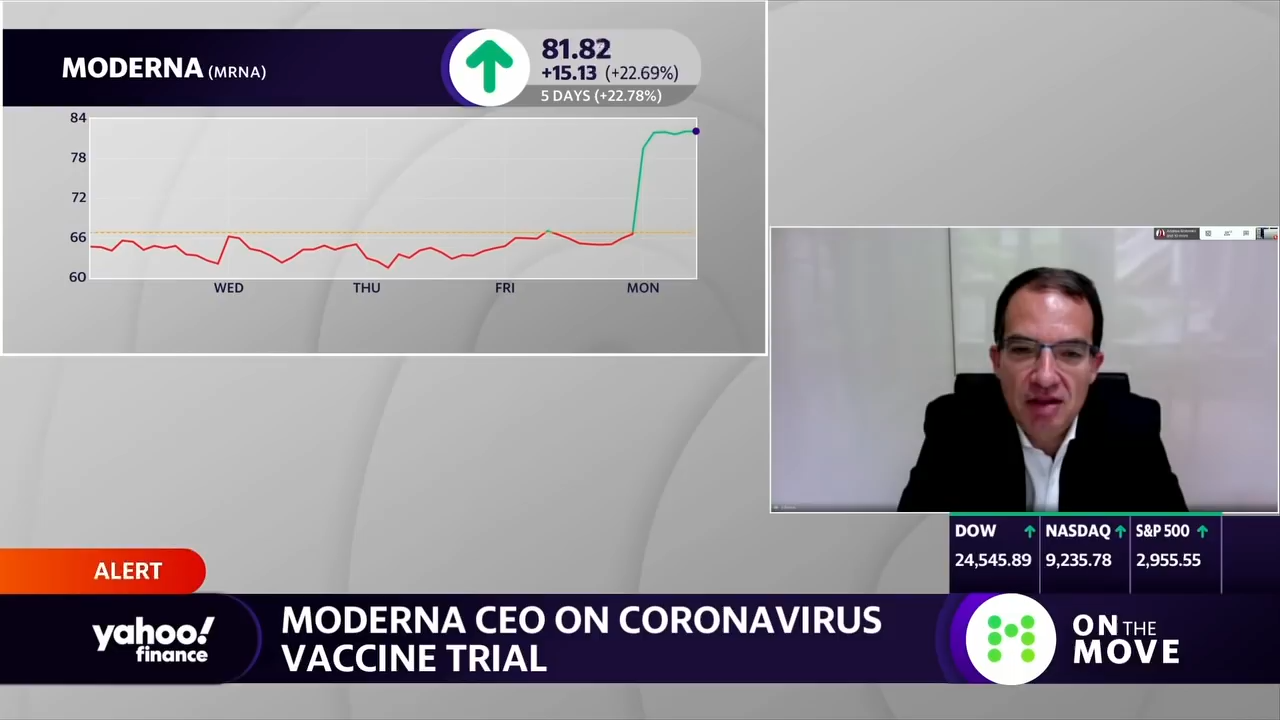 MODERNA (MRNA)
81.82
+15.13 (+22.69%)
5 DAYS (+22.78%)
84
78
72
66
60
WED THU FRI MON
DOW NASDAQ S&P 500
24,545.89 9,235.78 2,955.55
ALERT
yahoo!
finance
MODERNA CEO ON CORONAVIRUS
VACCINE TRIAL
ON THE
MOVE